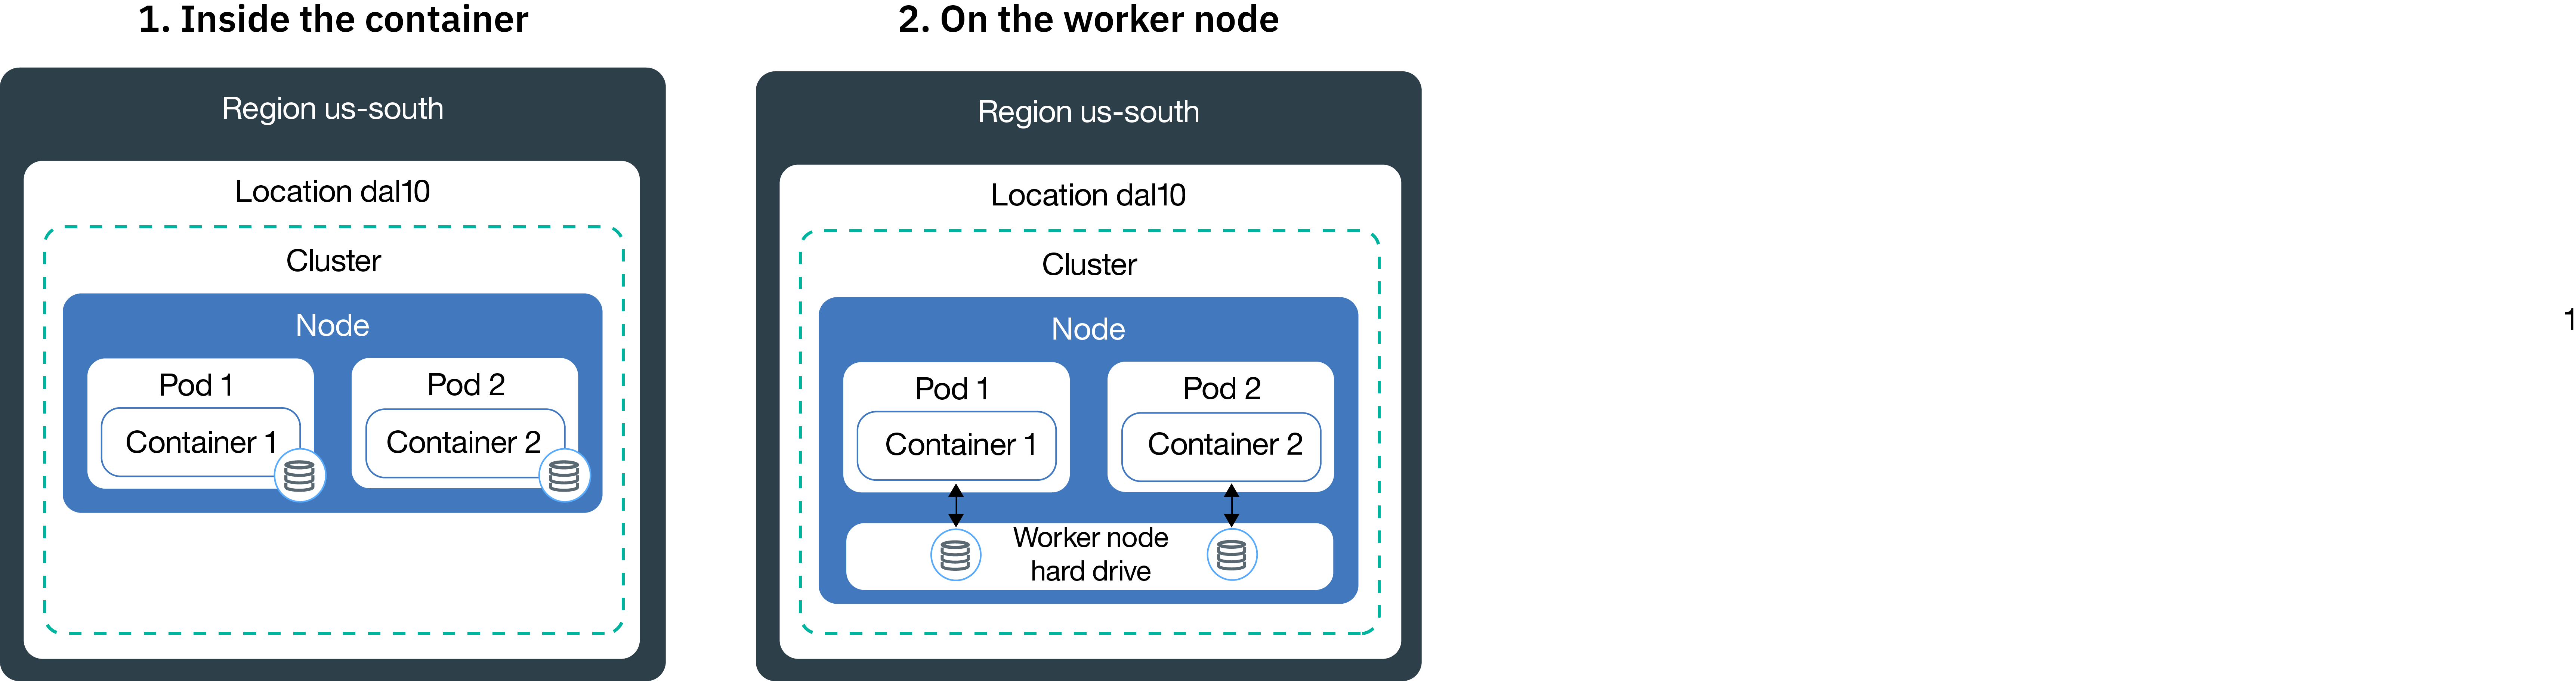 1. Inside the container
Region us-south
Location dal10
Cluster
Node
Pod 1
Container 1
Pod 2
Container 2
2. On the worker node
Region us-south
Location dal10
Cluster
Node
Pod 1
Container 1
Pod 2
Container 2
Worker node
hard drive
1